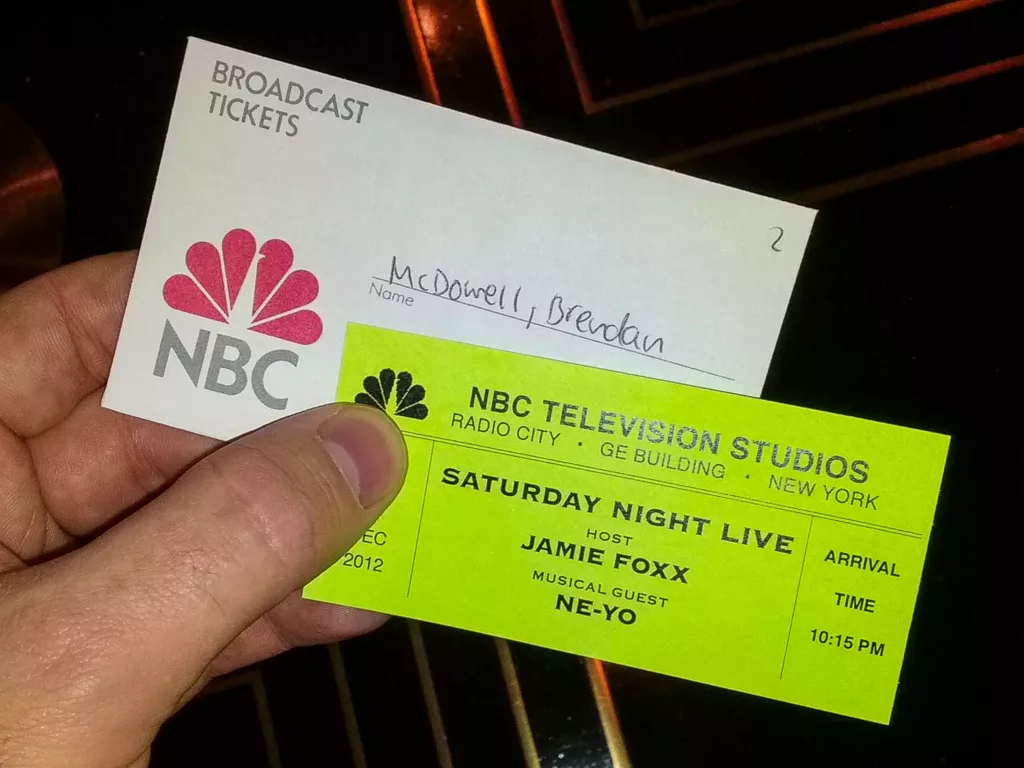 BROADCAST
TICKETS
2
McDowell, Brendan
Name
NBC
NBC TELEVISION STUDIOS
RADIO CITY · GE BUILDING · NEW YORK
SATURDAY NIGHT LIVE
HOST
JAMIE FOXX
MUSICAL GUEST
NE-YO
EC
2012
ARRIVAL
TIME
10:15 PM